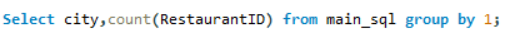 Select city,count(RestaurantID) from main_sql group by 1;